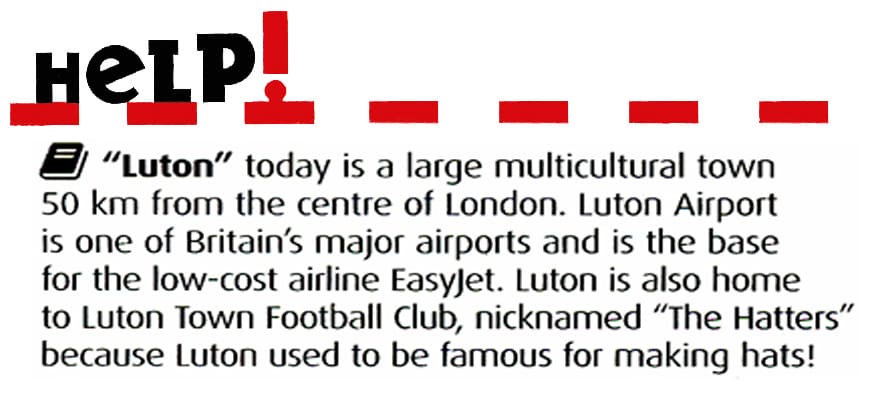 HeLP!
“Luton” today is a large multicultural town
50 km from the centre of London. Luton Airport
is one of Britain’s major airports and is the base
for the low-cost airline EasyJet. Luton is also home
to Luton Town Football Club, nicknamed “The Hatters”
because Luton used to be famous for making hats!